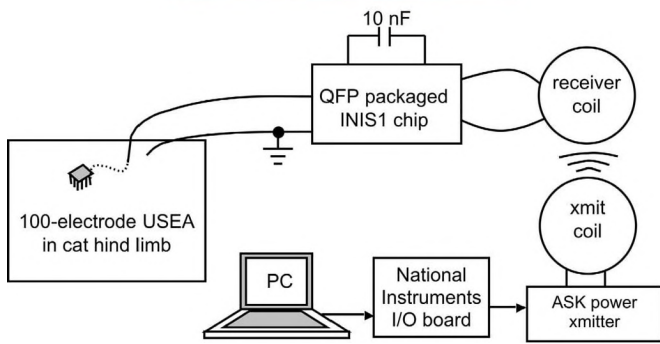 10 nF
QFP packaged
INIS1 chip
receiver
coil
100-electrode USEA
in cat hind limb
xmit
coil
PC
National
Instruments
I/O board
ASK power
xmitter